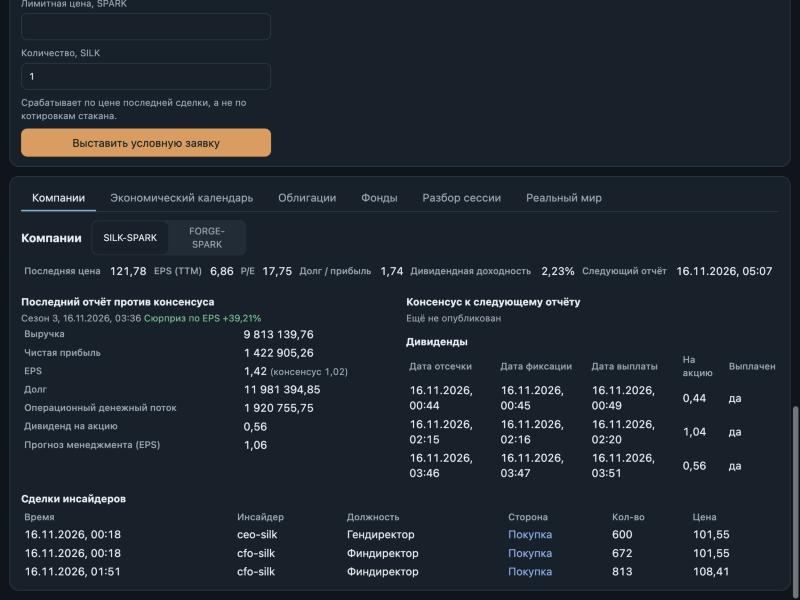 Лимитная цена, SPARK
Количество, SILK
1
Срабатывает по цене последней сделки, а не по
котировкам стакана.
Выставить условную заявку
Компании Экономический календарь Облигации Фонды Разбор сессии Реальный мир
Компании SILK-SPARK FORGE-
SPARK
Последняя цена 121,78 EPS (TTM) 6,86 P/E 17,75 Долг / прибыль 1,74 Дивидендная доходность 2,23% Следующий отчёт 16.11.2026, 05:07
Последний отчёт против консенсуса
Сезон 3, 16.11.2026, 03:36 Сюрприз по EPS +39,21%
Выручка 9 813 139,76
Чистая прибыль 1 422 905,26
EPS 1,42 (консенсус 1,02)
Долг 11 981 394,85
Операционный денежный поток 1 920 755,75
Дивиденд на акцию 0,56
Прогноз менеджмента (EPS) 1,06
Консенсус к следующему отчёту
Ещё не опубликован
Дивиденды
Дата отсечки Дата фиксации Дата выплаты На
акцию Выплачен
16.11.2026, 16.11.2026, 16.11.2026,
00:44 00:45 00:49 0,44 да
16.11.2026, 16.11.2026, 16.11.2026,
02:15 02:16 02:20 1,04 да
16.11.2026, 16.11.2026, 16.11.2026,
03:46 03:47 03:51 0,56 да
Сделки инсайдеров
Время Инсайдер Должность Сторона Кол-во Цена
16.11.2026, 00:18 ceo-silk Гендиректор Покупка 600 101,55
16.11.2026, 00:18 cfo-silk Финдиректор Покупка 672 101,55
16.11.2026, 01:51 cfo-silk Финдиректор Покупка 813 108,41